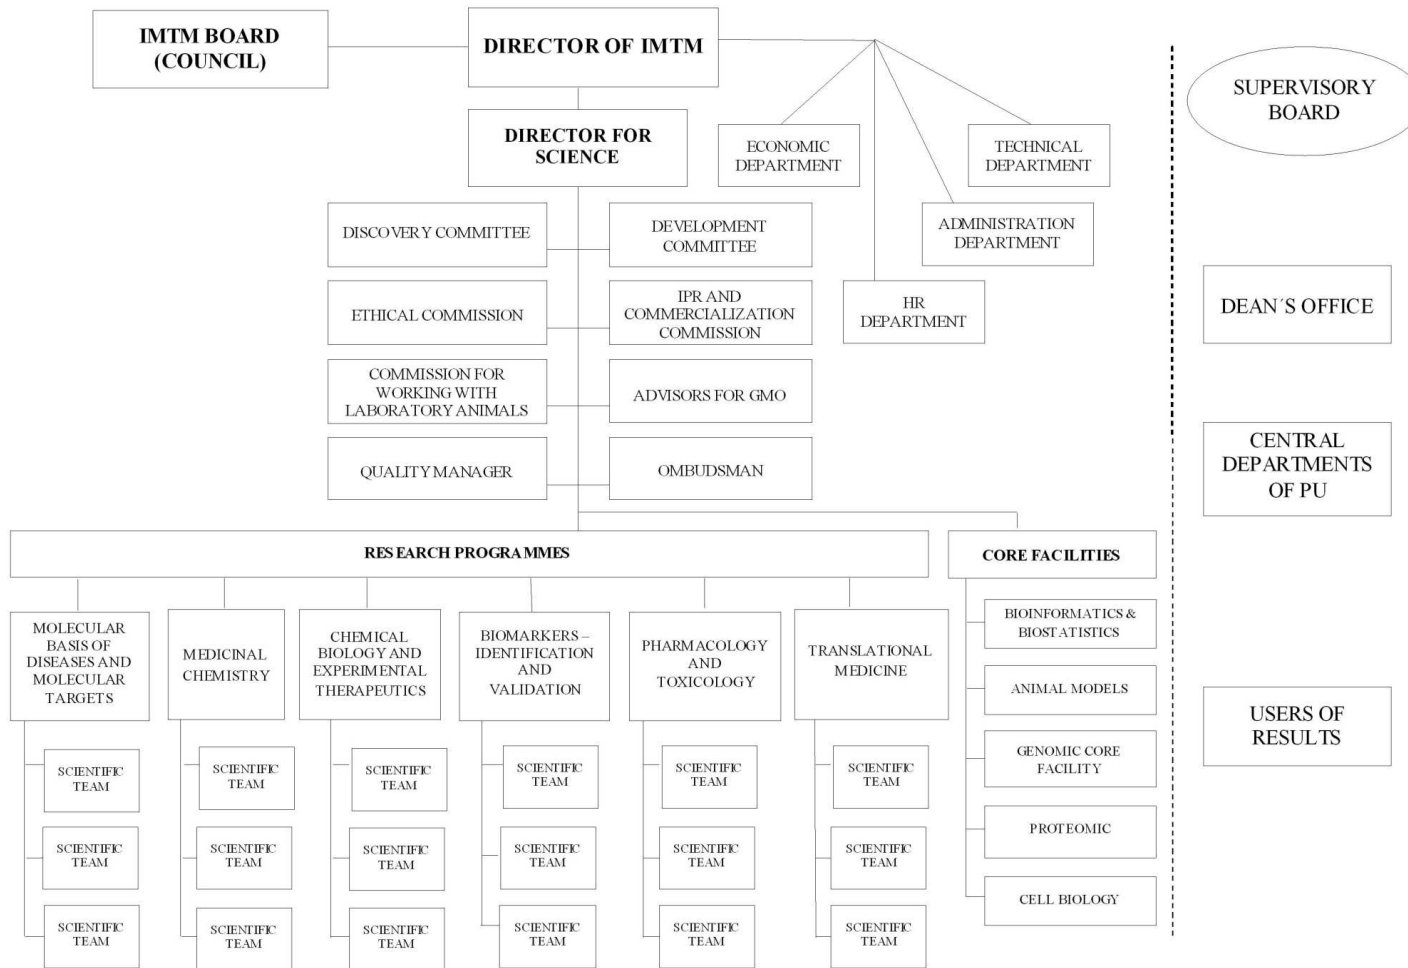 IMTM BOARD
(COUNCIL)
DIRECTOR OF IMTM
SUPERVISORY
BOARD
DIRECTOR FOR
SCIENCE
ECONOMIC
DEPARTMENT
TECHNICAL
DEPARTMENT
DISCOVERY COMMITTEE
DEVELOPMENT
COMMITTEE
ADMINISTRATION
DEPARTMENT
ETHICAL COMMISSION
IPR AND
COMMERCIALIZATION
COMMISSION
HR
DEPARTMENT
DEAN´S OFFICE
COMMISSION FOR
WORKING WITH
LABORATORY ANIMALS
ADVISORS FOR GMO
QUALITY MANAGER
OMBUDSMAN
CENTRAL
DEPARTMENTS
OF PU
RESEARCH PROGRAMMES
CORE FACILITIES
MOLECULAR
BASIS OF
DISEASES AND
MOLECULAR
TARGETS
MEDICINAL
CHEMISTRY
CHEMICAL
BIOLOGY AND
EXPERIMENTAL
THERAPEUTICS
BIOMARKERS –
IDENTIFICATION
AND
VALIDATION
PHARMACOLOGY
AND
TOXICOLOGY
TRANSLATIONAL
MEDICINE
BIOINFORMATICS &
BIOSTATISTICS
ANIMAL MODELS
GENOMIC CORE
FACILITY
PROTEOMIC
CELL BIOLOGY
USERS OF
RESULTS
SCIENTIFIC
TEAM
SCIENTIFIC
TEAM
SCIENTIFIC
TEAM
SCIENTIFIC
TEAM
SCIENTIFIC
TEAM
SCIENTIFIC
TEAM
SCIENTIFIC
TEAM
SCIENTIFIC
TEAM
SCIENTIFIC
TEAM
SCIENTIFIC
TEAM
SCIENTIFIC
TEAM
SCIENTIFIC
TEAM
SCIENTIFIC
TEAM
SCIENTIFIC
TEAM
SCIENTIFIC
TEAM
SCIENTIFIC
TEAM
SCIENTIFIC
TEAM
SCIENTIFIC
TEAM